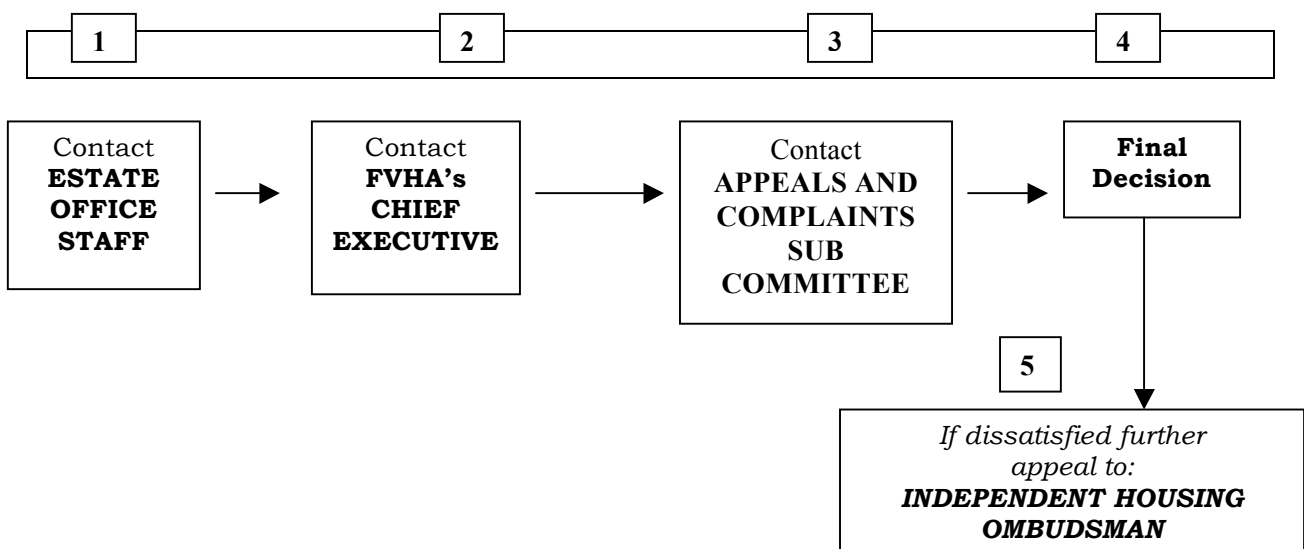 1
2
3
4
Contact
ESTATE
OFFICE
STAFF
Contact
FVHA's
CHIEF
EXECUTIVE
Contact
APPEALS AND
COMPLAINTS
SUB
COMMITTEE
Final
Decision
5
If dissatisfied further
appeal to:
INDEPENDENT HOUSING
OMBUDSMAN